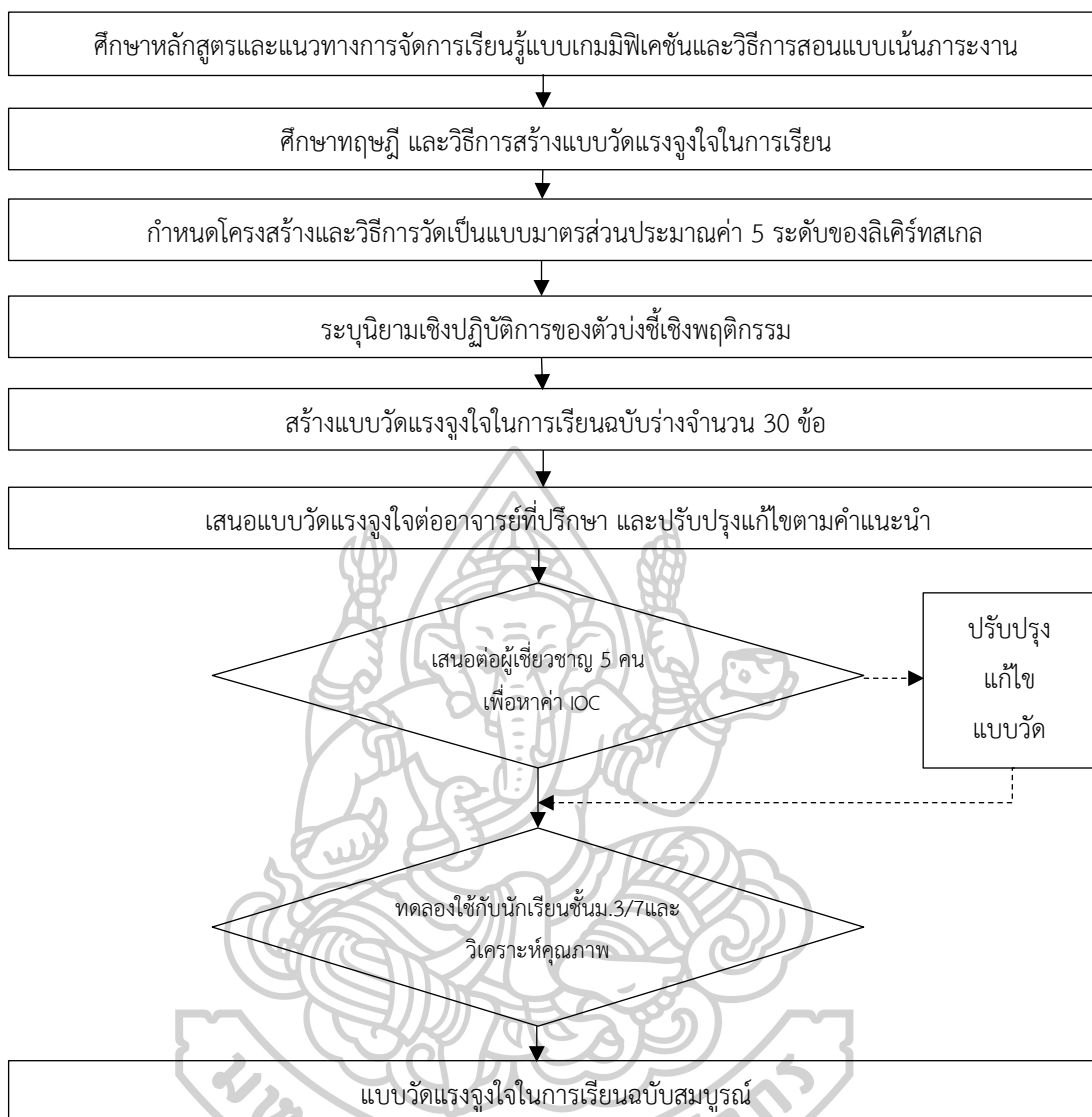 ศึกษาหลักสูตรและแนวทางการจัดการเรียนรู้แบบเกมมิฟิเคชันและวิธีการสอนแบบเน้นภาระงาน
ศึกษาทฤษฎี และวิธีการสร้างแบบวัดแรงจูงใจในการเรียน
กำหนดโครงสร้างและวิธีการวัดเป็นแบบมาตรส่วนประมาณค่า 5 ระดับของลิเคิร์ทสเกล
ระบุนิยามเชิงปฏิบัติการของตัวบ่งชี้เชิงพฤติกรรม
สร้างแบบวัดแรงจูงใจในการเรียนฉบับร่างจำนวน 30 ข้อ
เสนอแบบวัดแรงจูงใจต่ออาจารย์ที่ปรึกษา และปรับปรุงแก้ไขตามคำแนะนำ
เสนอต่อผู้เชี่ยวชาญ 5 คน
เพื่อหาค่า IOC
ปรับปรุง
แก้ไข
แบบวัด
ทดลองใช้กับนักเรียนชั้นม.3/7และ
วิเคราะห์คุณภาพ
แบบวัดแรงจูงใจในการเรียนฉบับสมบูรณ์